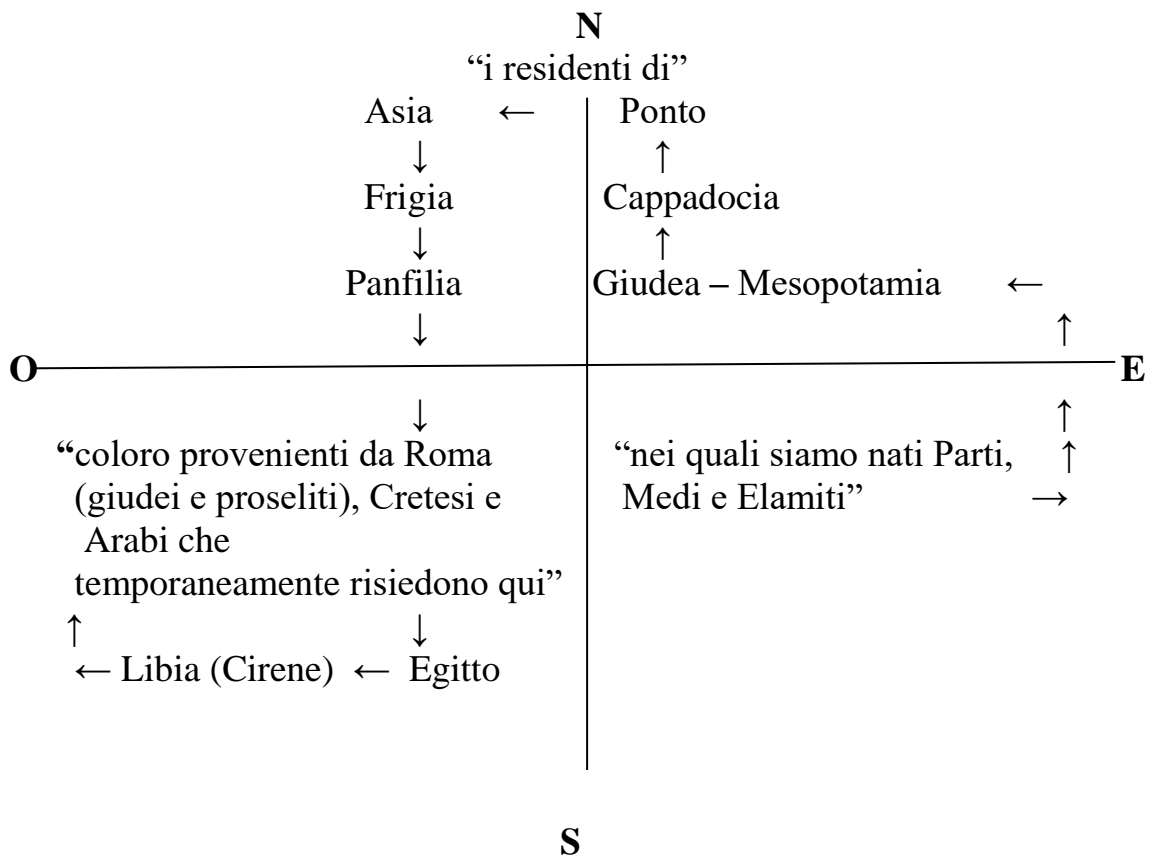 N
“i residenti di”
Asia ← Ponto
↓ ↑
Frigia Cappadocia
↓ ↑
Panfilia Giudea – Mesopotamia ←
↓ ↑
O E
↓ ↑
“coloro provenienti da Roma “nei quali siamo nati Parti, ↑
(giudei e proseliti), Cretesi e Medi e Elamiti” →
Arabi che
temporaneamente risiedono qui”
↑ ↓
← Libia (Cirene) ← Egitto
S